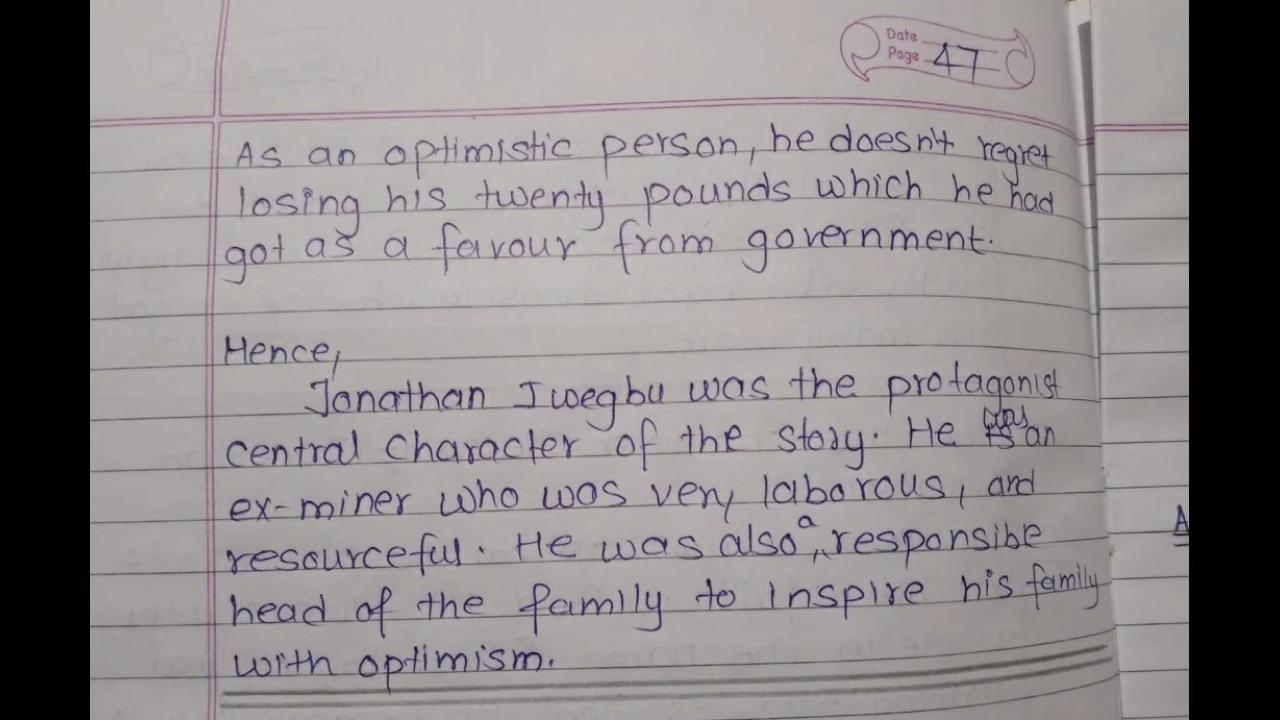 Date
Page 47
As an optimistic person, he doesn't regret
losing his twenty pounds which he had
got as a favour from government.
Hence,
Jonathan Iwegbu was the protagonist
central character of the story. He was an
ex-miner who was very laborous, and
resourceful. He was also a responsible
head of the family to inspire his family
with optimism.
A